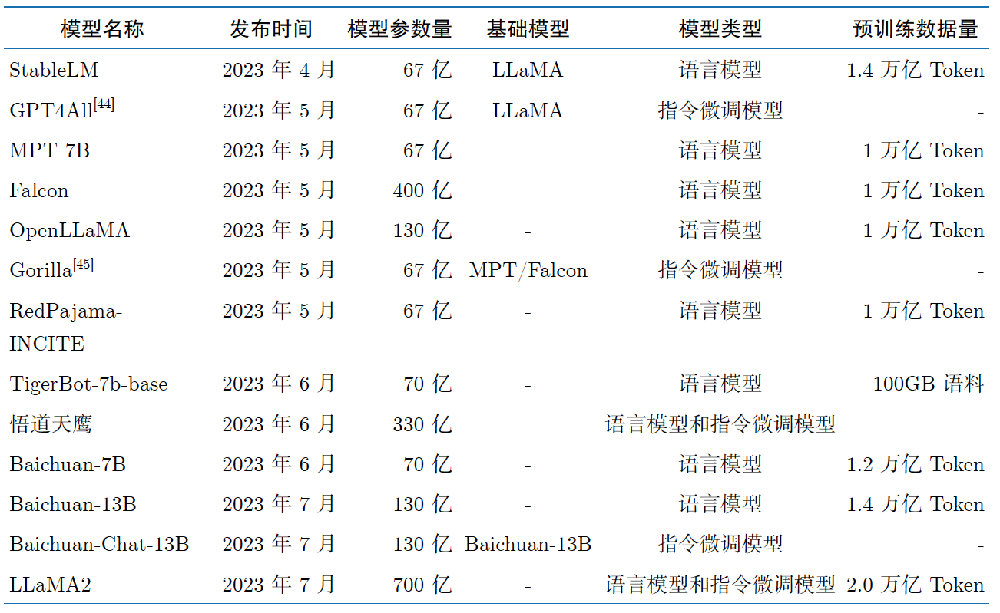 模型名称 发布时间 模型参数量 基础模型 模型类型 预训练数据量
StableLM 2023 年 4 月 67 亿 LLaMA 语言模型 1.4 万亿 Token
GPT4All[44] 2023 年 5 月 67 亿 LLaMA 指令微调模型 -
MPT-7B 2023 年 5 月 67 亿 - 语言模型 1 万亿 Token
Falcon 2023 年 5 月 400 亿 - 语言模型 1 万亿 Token
OpenLLaMA 2023 年 5 月 130 亿 - 语言模型 1 万亿 Token
Gorilla[45] 2023 年 5 月 67 亿 MPT/Falcon 指令微调模型 -
RedPajama- 2023 年 5 月 67 亿 - 语言模型 1 万亿 Token
INCITE
TigerBot-7b-base 2023 年 6 月 70 亿 - 语言模型 100GB 语料
悟道天鹰 2023 年 6 月 330 亿 - 语言模型和指令微调模型 -
Baichuan-7B 2023 年 6 月 70 亿 - 语言模型 1.2 万亿 Token
Baichuan-13B 2023 年 7 月 130 亿 - 语言模型 1.4 万亿 Token
Baichuan-Chat-13B 2023 年 7 月 130 亿 Baichuan-13B 指令微调模型 -
LLaMA2 2023 年 7 月 700 亿 - 语言模型和指令微调模型 2.0 万亿 Token